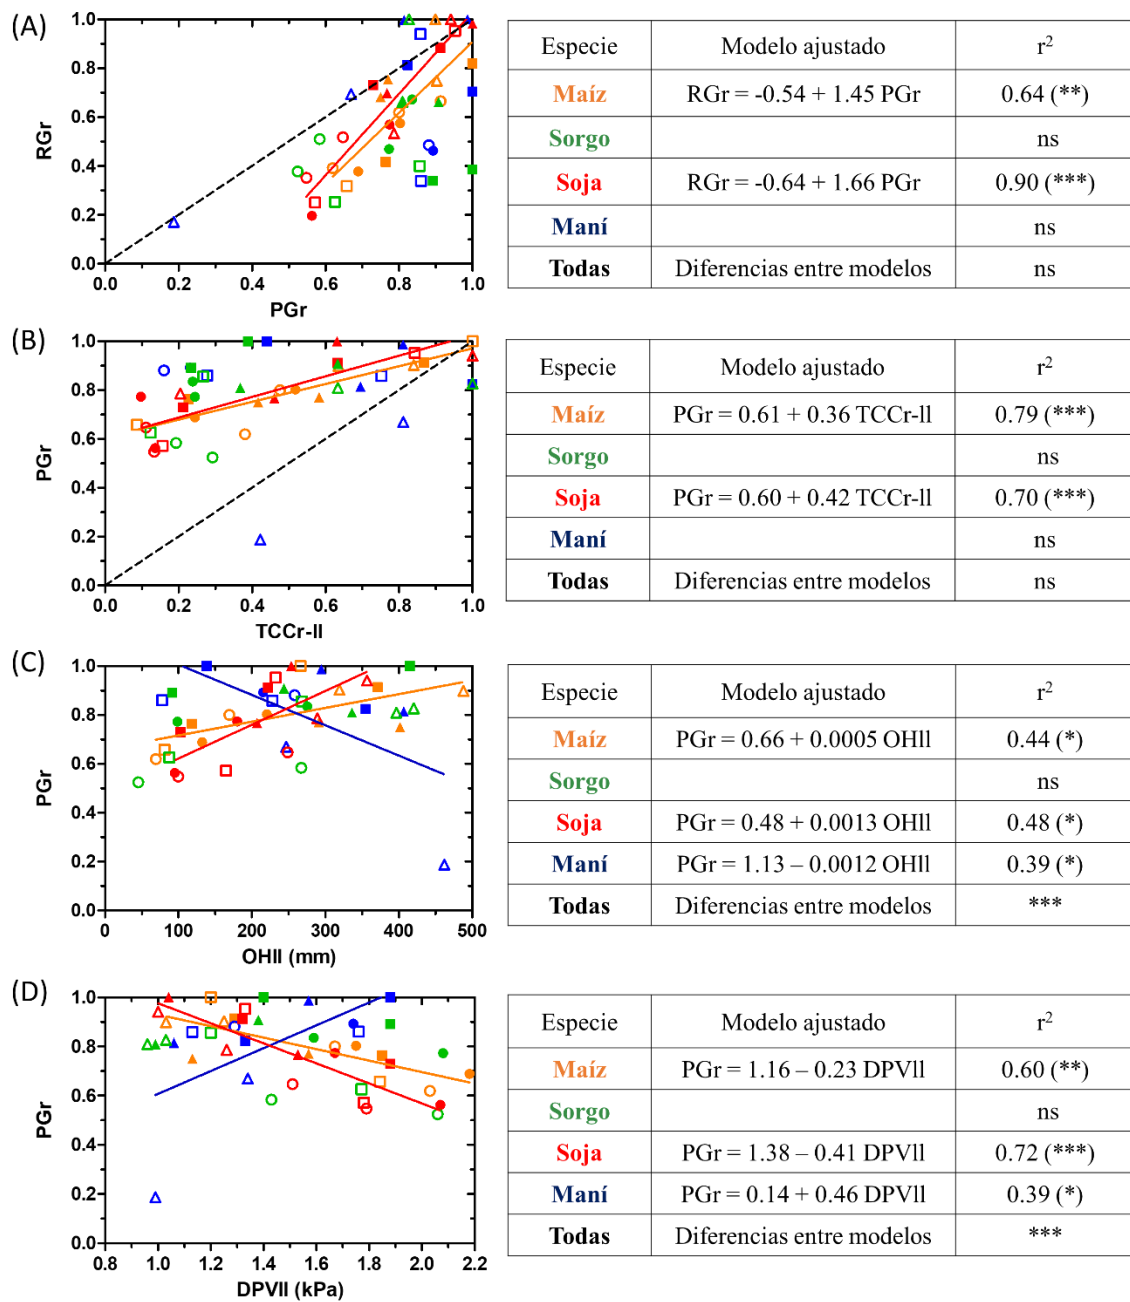 (A)
1.0
0.8
0.6
0.4
0.2
0.0
RGr
0.2 0.4 0.6 0.8 1.0
PGr
Especie Modelo ajustado r²
Maíz RGr = -0.54 + 1.45 PGr 0.64 (**)
Sorgo ns
Soja RGr = -0.64 + 1.66 PGr 0.90 (***)
Maní ns
Todas Diferencias entre modelos ns
(B)
1.0
0.8
0.6
0.4
0.2
0.0
PGr
0.0 0.2 0.4 0.6 0.8 1.0
TCCr-II
Especie Modelo ajustado r²
Maíz PGr = 0.61 + 0.36 TCCr-ll 0.79 (***)
Sorgo ns
Soja PGr = 0.60 + 0.42 TCCr-ll 0.70 (***)
Maní ns
Todas Diferencias entre modelos ns
(C)
1.0
0.8
0.6
0.4
0.2
0.0
PGr
0 100 200 300 400 500
OHII (mm)
Especie Modelo ajustado r²
Maíz PGr = 0.66 + 0.0005 OHll 0.44 (*)
Sorgo ns
Soja PGr = 0.48 + 0.0013 OHll 0.48 (*)
Maní PGr = 1.13 – 0.0012 OHll 0.39 (*)
Todas Diferencias entre modelos ***
(D)
1.0
0.8
0.6
0.4
0.2
0.0
PGr
1.0 1.2 1.4 1.6 1.8 2.0 2.2
DPVII (kPa)
Especie Modelo ajustado r²
Maíz PGr = 1.16 – 0.23 DPVll 0.60 (**)
Sorgo ns
Soja PGr = 1.38 – 0.41 DPVll 0.72 (***)
Maní PGr = 0.14 + 0.46 DPVll 0.39 (*)
Todas Diferencias entre modelos ***